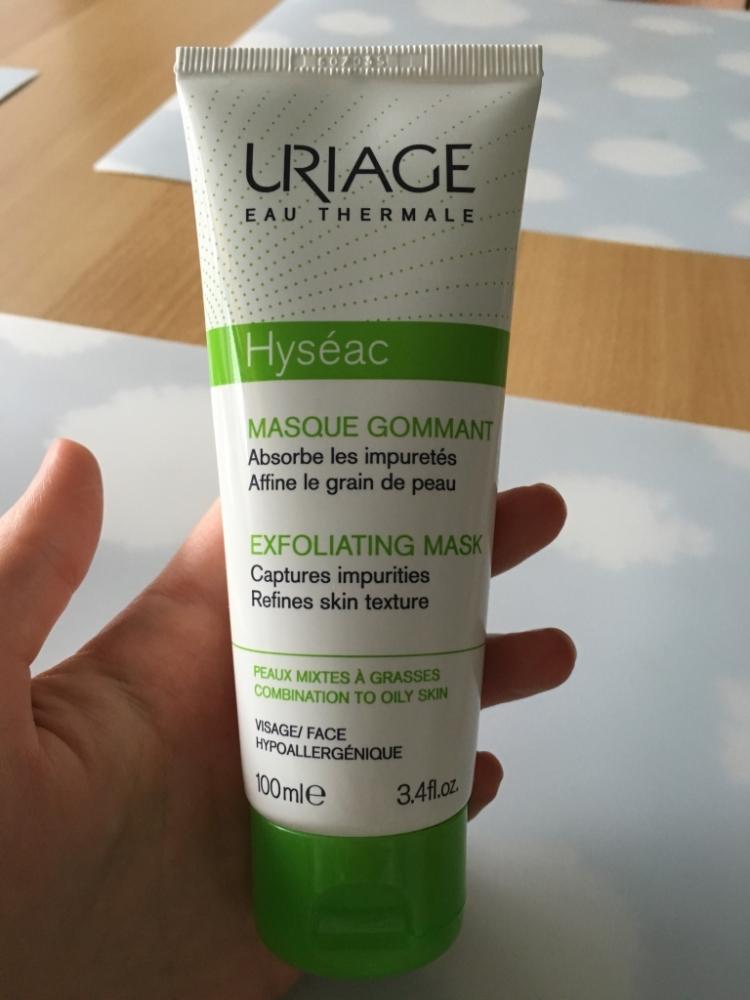 URIAGE
EAU THERMALE
Hyséac
MASQUE GOMMANT
Absorbe les impuretés
Affine le grain de peau
EXFOLIATING MASK
Captures impurities
Refines skin texture
PEAUX MIXTES À GRASSES
COMBINATION TO OILY SKIN
VISAGE/ FACE
HYPOALLERGÉNIQUE
100ml℮ 3.4fl.oz.